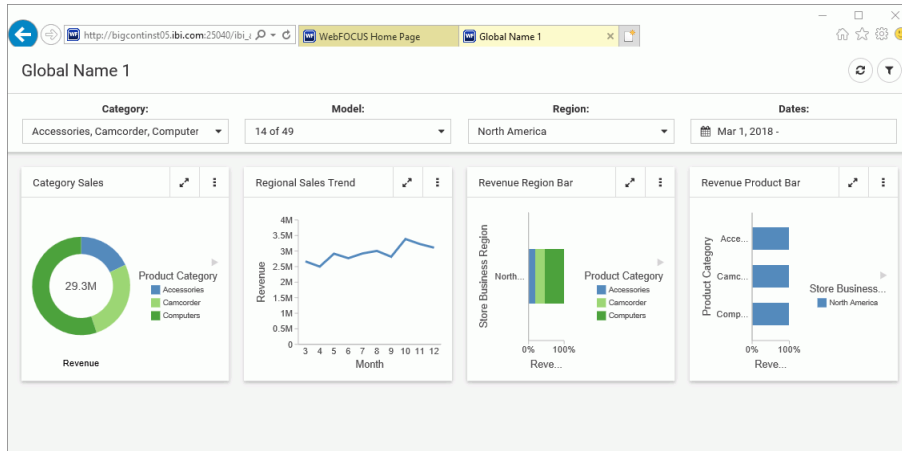 http://bigcontinst05.ibi.com:25040/ibi_a
WebFOCUS Home Page
Global Name 1
Global Name 1
Category:
Model:
Region:
Dates:
Accessories, Camcorder, Computer
14 of 49
North America
Mar 1, 2018 -
Category Sales
29.3M
Product Category
Accessories
Camcorder
Computers
Revenue
Regional Sales Trend
Revenue
4M
3.5M
3M
2.5M
2M
1.5M
1M
0.5M
0
3 4 5 6 7 8 9 10 11 12
Month
Revenue Region Bar
Store Business Region
North...
0% 100%
Reve...
Product Category
Accessories
Camcorder
Computers
Revenue Product Bar
Product Category
Acce...
Camc...
Comp...
0% 100%
Reve...
Store Business...
North America